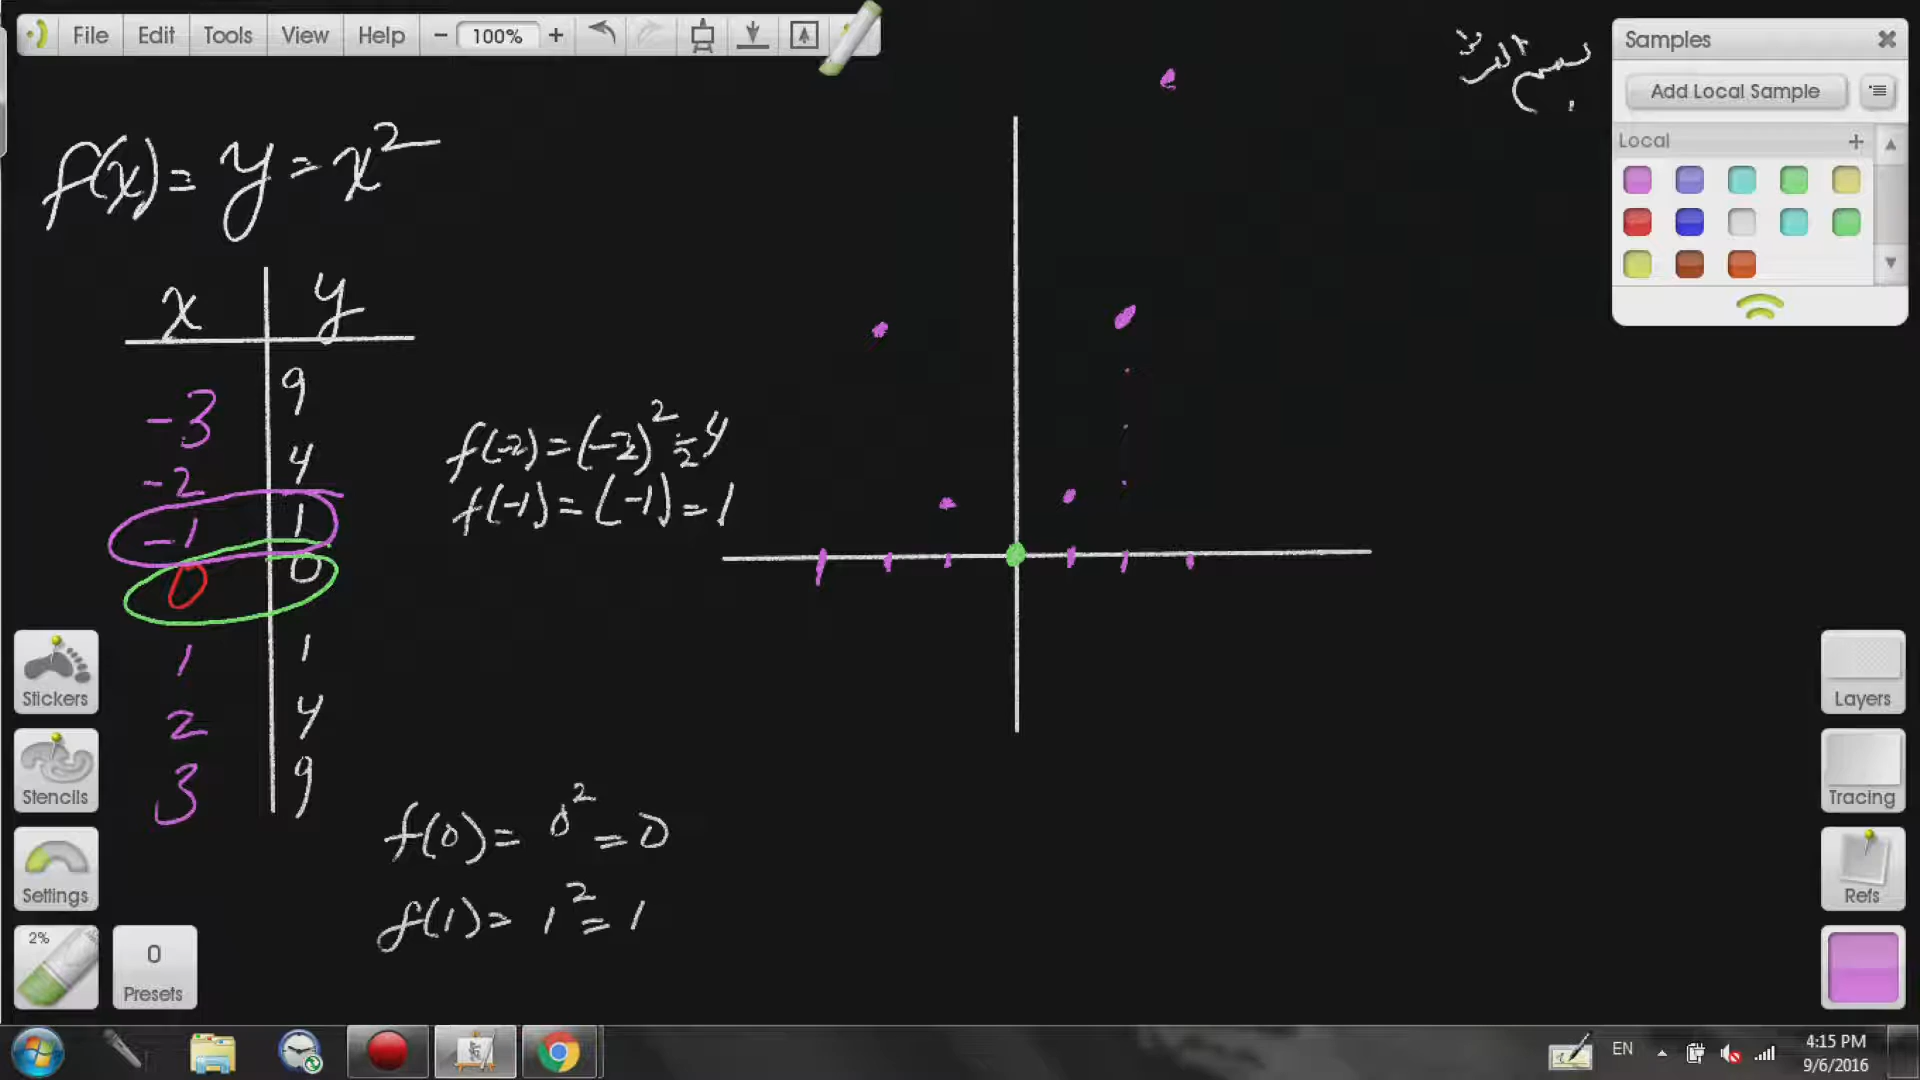 File Edit Tools View Help − 100% +
Samples
Add Local Sample
Local
f(x) = y = x²
x y
-3 9
-2 4
-1 1
0 0
1 1
2 4
3 9
f(-2) = (-2)² = 4
2
f(-1) = (-1) = 1
f(0) = 0² = 0
f(1) = 1² = 1
Stickers
Stencils
Settings
2%
0
Presets
Layers
Tracing
Refs
EN
4:15 PM
9/6/2016